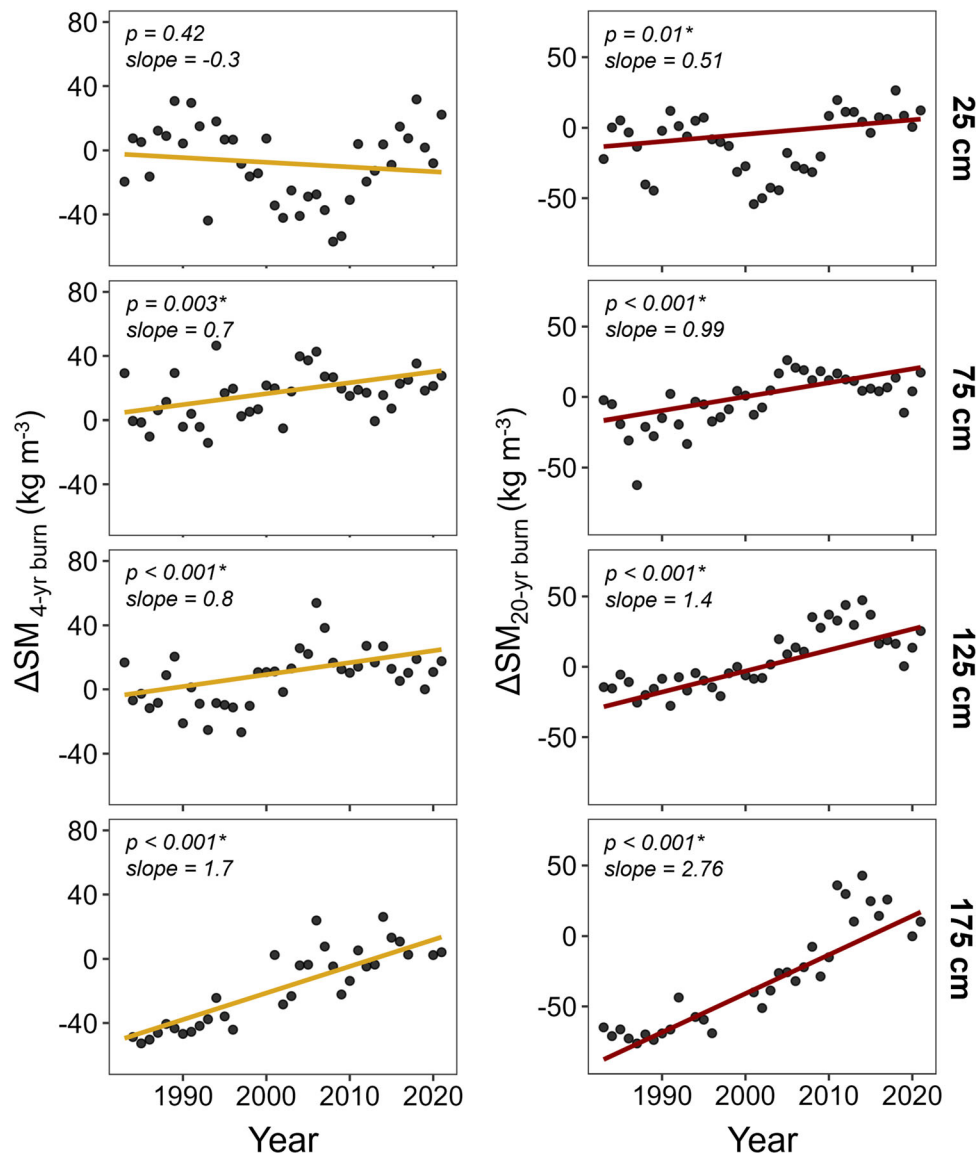 80
40
0
-40
p = 0.42
slope = -0.3
50
0
-50
p = 0.01*
slope = 0.51
25 cm
80
40
0
-40
p = 0.003*
slope = 0.7
50
0
-50
p < 0.001*
slope = 0.99
75 cm
ΔSM 4-yr burn (kg m-3)
ΔSM20-yr burn (kg m-3)
80
40
0
-40
p < 0.001*
slope = 0.8
50
0
-50
p < 0.001*
slope = 1.4
125 cm
80
40
0
-40
p < 0.001*
slope = 1.7
50
0
-50
p < 0.001*
slope = 2.76
175 cm
1990 2000 2010 2020
1990 2000 2010 2020
Year
Year